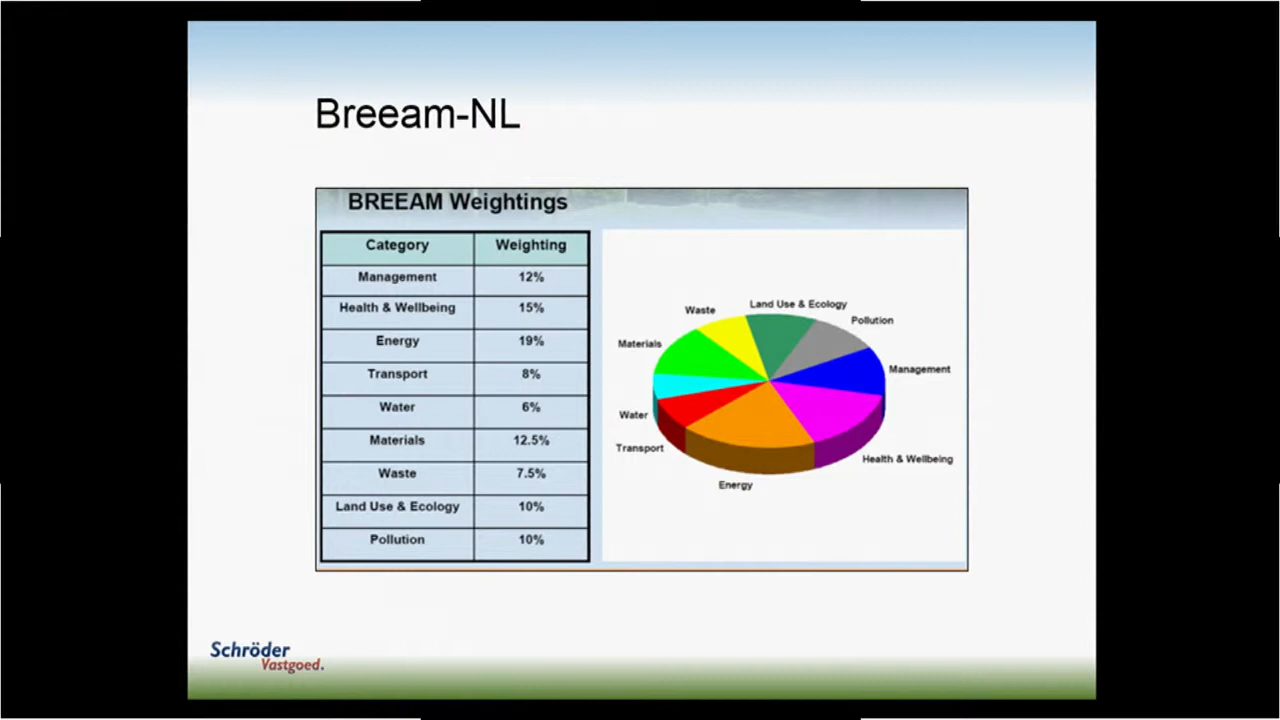 Breeam-NL
BREEAM Weightings
Category Weighting
Management 12%
Health & Wellbeing 15%
Energy 19%
Transport 8%
Water 6%
Materials 12.5%
Waste 7.5%
Land Use & Ecology 10%
Pollution 10%
Land Use & Ecology
Waste
Pollution
Materials
Management
Water
Transport
Health & Wellbeing
Energy
Schröder
Vastgoed.